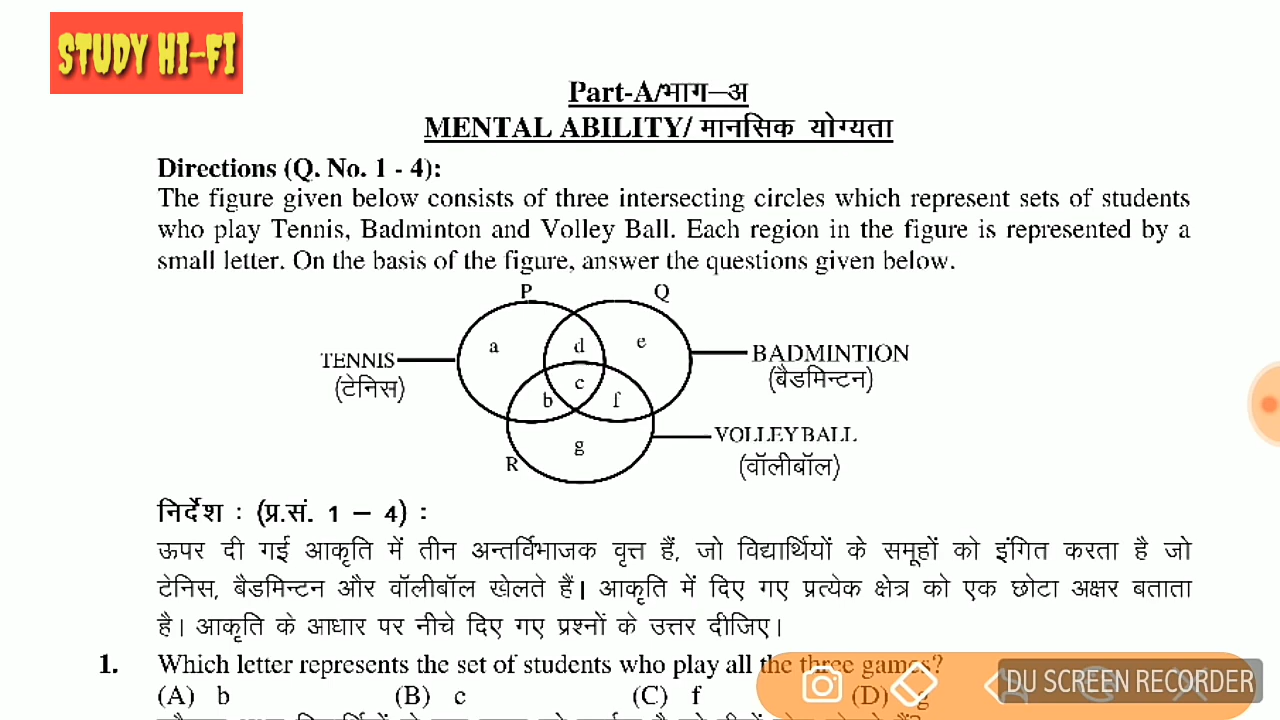 STUDY HI-FI
Part-A/भाग–अ
MENTAL ABILITY/ मानसिक योग्यता
Directions (Q. No. 1 - 4):
The figure given below consists of three intersecting circles which represent sets of students
who play Tennis, Badminton and Volley Ball. Each region in the figure is represented by a
small letter. On the basis of the figure, answer the questions given below.
P Q
a d e
TENNIS BADMINTION
(टेनिस) (बैडमिन्टन)
c
b f
VOLLEYBALL
g
R (वॉलीबॉल)
निर्देश : (प्र.सं. 1 – 4) :
ऊपर दी गई आकृति में तीन अन्तर्विभाजक वृत्त हैं, जो विद्यार्थियों के समूहों को इंगित करता है जो
टेनिस, बैडमिन्टन और वॉलीबॉल खेलते हैं। आकृति में दिए गए प्रत्येक क्षेत्र को एक छोटा अक्षर बताता
है। आकृति के आधार पर नीचे दिए गए प्रश्नों के उत्तर दीजिए।
1. Which letter represents the set of students who play all the three games?
(A) b (B) c (C) f (D) g
DU SCREEN RECORDER